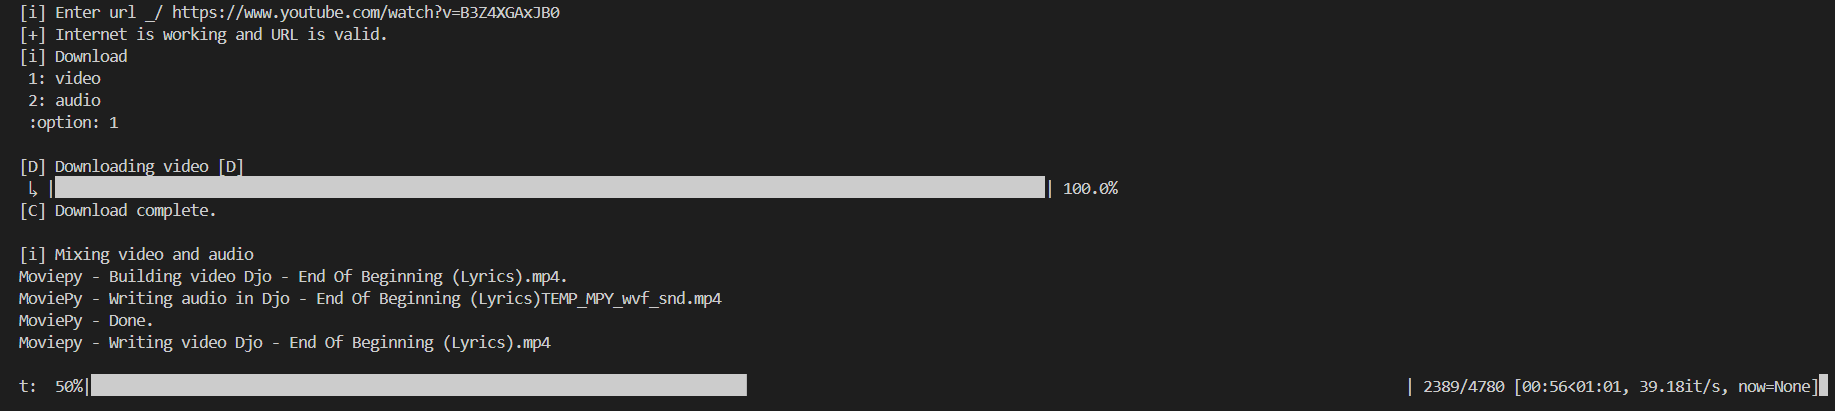 [i] Enter url _/ https://www.youtube.com/watch?v=B3Z4XGAxJB0
[+] Internet is working and URL is valid.
[i] Download
1: video
2: audio
:option: 1
[D] Downloading video [D]
↳ | | 100.0%
[C] Download complete.
[i] Mixing video and audio
Moviepy - Building video Djo - End Of Beginning (Lyrics).mp4.
MoviePy - Writing audio in Djo - End Of Beginning (Lyrics)TEMP_MPY_wvf_snd.mp4
MoviePy - Done.
Moviepy - Writing video Djo - End Of Beginning (Lyrics).mp4
t: 50%| | 2389/4780 [00:56<01:01, 39.18it/s, now=None]